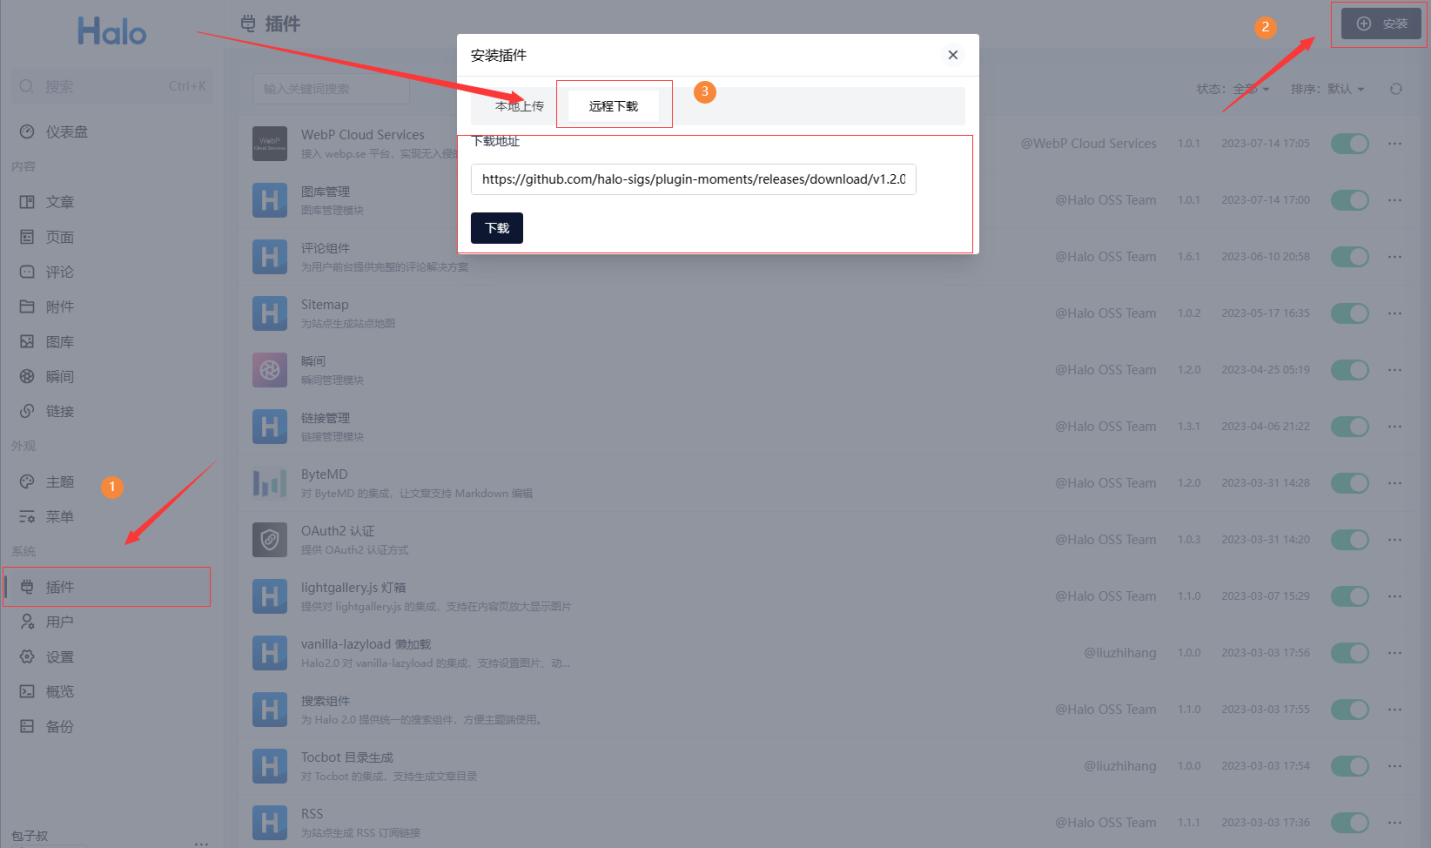 Halo
搜索 Ctrl+K
仪表盘
内容
文章
页面
评论
附件
图库
瞬间
链接
外观
主题
1
菜单
系统
插件
用户
设置
概览
备份
包子叔
插件
2
安装
输入关键词搜索
状态: 全部 排序: 默认
安装插件
本地上传 远程下载
3
下载地址
https://github.com/halo-sigs/plugin-moments/releases/download/v1.2.0
下载
WebP Cloud Services
接入 webp.se 平台，实现无入侵的
@WebP Cloud Services 1.0.1 2023-07-14 17:05
图库管理
图库管理模块
@Halo OSS Team 1.0.1 2023-07-14 17:00
评论组件
为用户前台提供完整的评论解决方案
@Halo OSS Team 1.6.1 2023-06-10 20:58
Sitemap
为站点生成站点地图
@Halo OSS Team 1.0.2 2023-05-17 16:35
瞬间
瞬间管理模块
@Halo OSS Team 1.2.0 2023-04-25 05:19
链接管理
链接管理模块
@Halo OSS Team 1.3.1 2023-04-06 21:22
ByteMD
对 ByteMD 的集成，让文章支持 Markdown 编辑
@Halo OSS Team 1.2.0 2023-03-31 14:28
OAuth2 认证
提供 OAuth2 认证方式
@Halo OSS Team 1.0.3 2023-03-31 14:20
lightgallery.js 灯箱
提供对 lightgallery.js 的集成，支持在内容页放大显示图片
@Halo OSS Team 1.1.0 2023-03-07 15:29
vanilla-lazyload 懒加载
Halo2.0 对 vanilla-lazyload 的集成，支持设置图片、动...
@liuzhihang 1.0.0 2023-03-03 17:56
搜索组件
为 Halo 2.0 提供统一的搜索组件，方便主题端使用。
@Halo OSS Team 1.1.0 2023-03-03 17:55
Tocbot 目录生成
对 Tocbot 的集成，支持生成文章目录
@liuzhihang 1.0.0 2023-03-03 17:54
RSS
为站点生成 RSS 订阅链接
@Halo OSS Team 1.1.1 2023-03-03 17:36